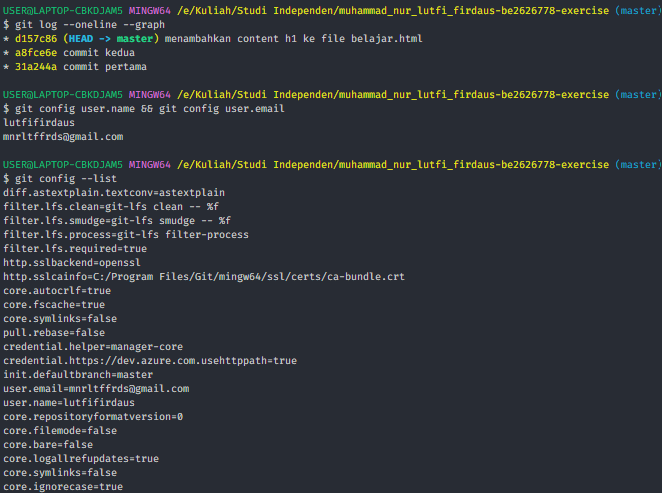 USER@LAPTOP-CBKDJAM5 MINGW64 /e/Kuliah/Studi Independen/muhammad_nur_lutfi_firdaus-be2626778-exercise (master)
$ git log --oneline --graph
* d157c86 (HEAD -> master) menambahkan content h1 ke file belajar.html
* a8fce6e commit kedua
* 31a244a commit pertama
USER@LAPTOP-CBKDJAM5 MINGW64 /e/Kuliah/Studi Independen/muhammad_nur_lutfi_firdaus-be2626778-exercise (master)
$ git config user.name && git config user.email
lutfifirdaus
mnrltffrds@gmail.com
USER@LAPTOP-CBKDJAM5 MINGW64 /e/Kuliah/Studi Independen/muhammad_nur_lutfi_firdaus-be2626778-exercise (master)
$ git config --list
diff.astextplain.textconv=astextplain
filter.lfs.clean=git-lfs clean -- %f
filter.lfs.smudge=git-lfs smudge -- %f
filter.lfs.process=git-lfs filter-process
filter.lfs.required=true
http.sslbackend=openssl
http.sslcainfo=C:/Program Files/Git/mingw64/ssl/certs/ca-bundle.crt
core.autocrlf=true
core.fscache=true
core.symlinks=false
pull.rebase=false
credential.helper=manager-core
credential.https://dev.azure.com.usehttppath=true
init.defaultbranch=master
user.email=mnrltffrds@gmail.com
user.name=lutfifirdaus
core.repositoryformatversion=0
core.filemode=false
core.bare=false
core.logallrefupdates=true
core.symlinks=false
core.ignorecase=true